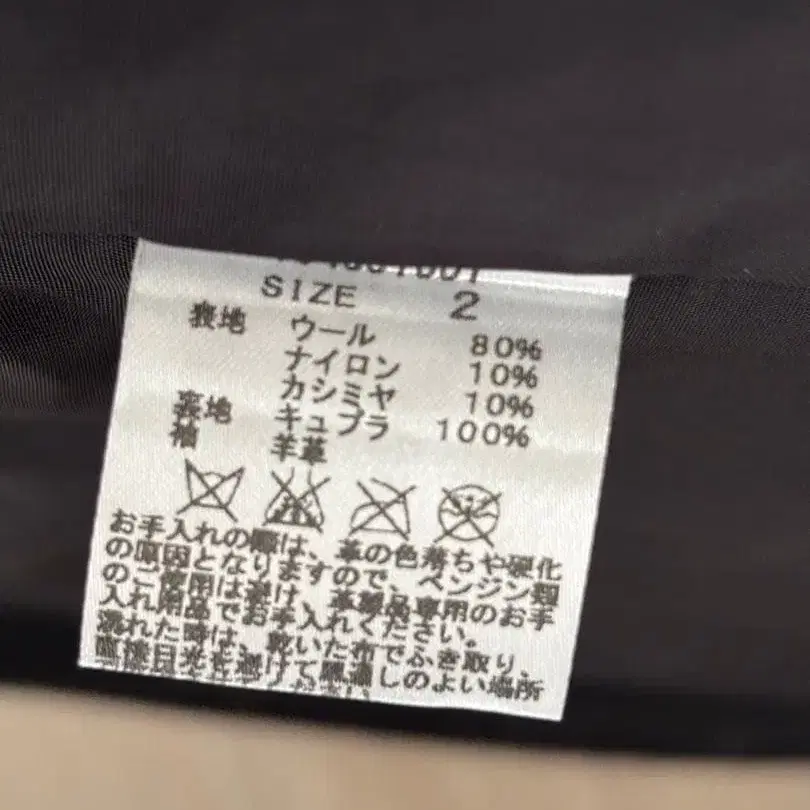 SIZE 2
表地 ウール 80%
ナイロン 10%
カシミヤ 10%
裏地 キュプラ 100%
袖 羊革
お手入れの際は、革の色落ちや硬化
の原因となりますので、ベンジン類
のご使用は避け、革製品専用のお手
入れ用品でお手入れください。
濡れた時は、乾いた布でふき取り、
直接日光を避けて風通しのよい場所